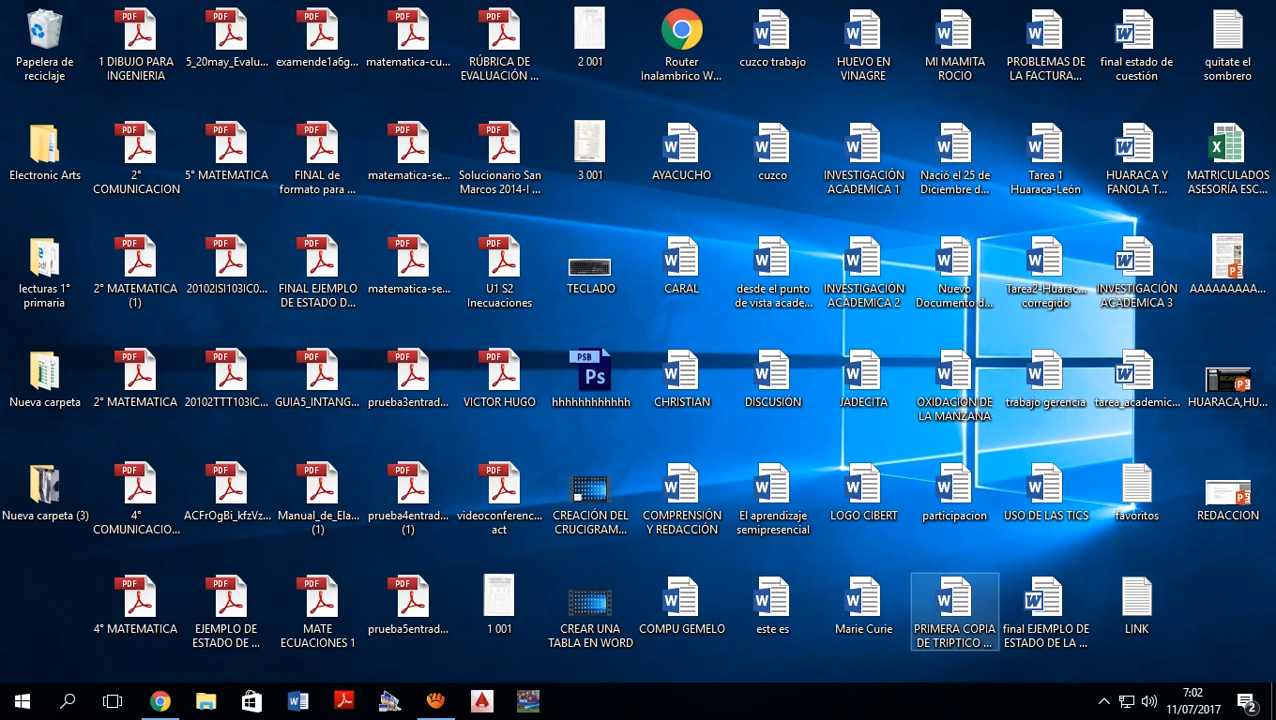 Papelera de
reciclaje
1 DIBUJO PARA
INGENIERIA
5_20may_Evalu...
examende1a6g...
matematica-cu...
RÚBRICA DE
EVALUACIÓN ...
2 001
Router
Inalambrico W...
cuzco trabajo
HUEVO EN
VINAGRE
MI MAMITA
ROCIO
PROBLEMAS DE
LA FACTURA...
final estado de
cuestión
quitate el
sombrero
Electronic Arts
2°
COMUNICACION
5° MATEMATICA
FINAL de
formato para ...
matematica-se...
Solucionario San
Marcos 2014-I ...
3 001
AYACUCHO
cuzco
INVESTIGACIÓN
ACADEMICA 1
Nació el 25 de
Diciembre d...
Tarea 1
Huaraca-León
HUARACA Y
FANOLA T...
MATRICULADOS
ASESORÍA ESC...
lecturas 1°
primaria
2° MATEMATICA
(1)
20102ISI103IC0...
FINAL EJEMPLO
DE ESTADO D...
matematica-se...
U1 S2
Inecuaciones
TECLADO
CARAL
desde el punto
de vista acade...
INVESTIGACIÓN
ACADEMICA 2
Nuevo
Documento d...
Tarea2-Huarac...
corregido
INVESTIGACIÓN
ACADEMICA 3
AAAAAAAAA...
Nueva carpeta
2° MATEMATICA
20102TTT103IC...
GUIA5_INTANG...
prueba3entrad...
VICTOR HUGO
PSB
Ps
hhhhhhhhhhhh
CHRISTIAN
DISCUSIÓN
JADECITA
OXIDACION DE
LA MANZANA
trabajo gerencia
tarea_academic...
HUARACA,HU...
Nueva carpeta (3)
4°
COMUNICACIO...
ACFrOgBi_kfzVz...
Manual_de_Ela...
(1)
prueba4entrad...
(1)
videoconferenc...
act
CREACIÓN DEL
CRUCIGRAM...
COMPRENSIÓN
Y REDACCIÓN
El aprendizaje
semipresencial
LOGO CIBERT
participacion
USO DE LAS TICS
favoritos
REDACCION
4° MATEMATICA
EJEMPLO DE
ESTADO DE ...
MATE
ECUACIONES 1
prueba5entrad...
1 001
CREAR UNA
TABLA EN WORD
COMPU GEMELO
este es
Marie Curie
PRIMERA COPIA
DE TRIPTICO ...
final EJEMPLO DE
ESTADO DE LA ...
LINK
7:02
11/07/2017
2